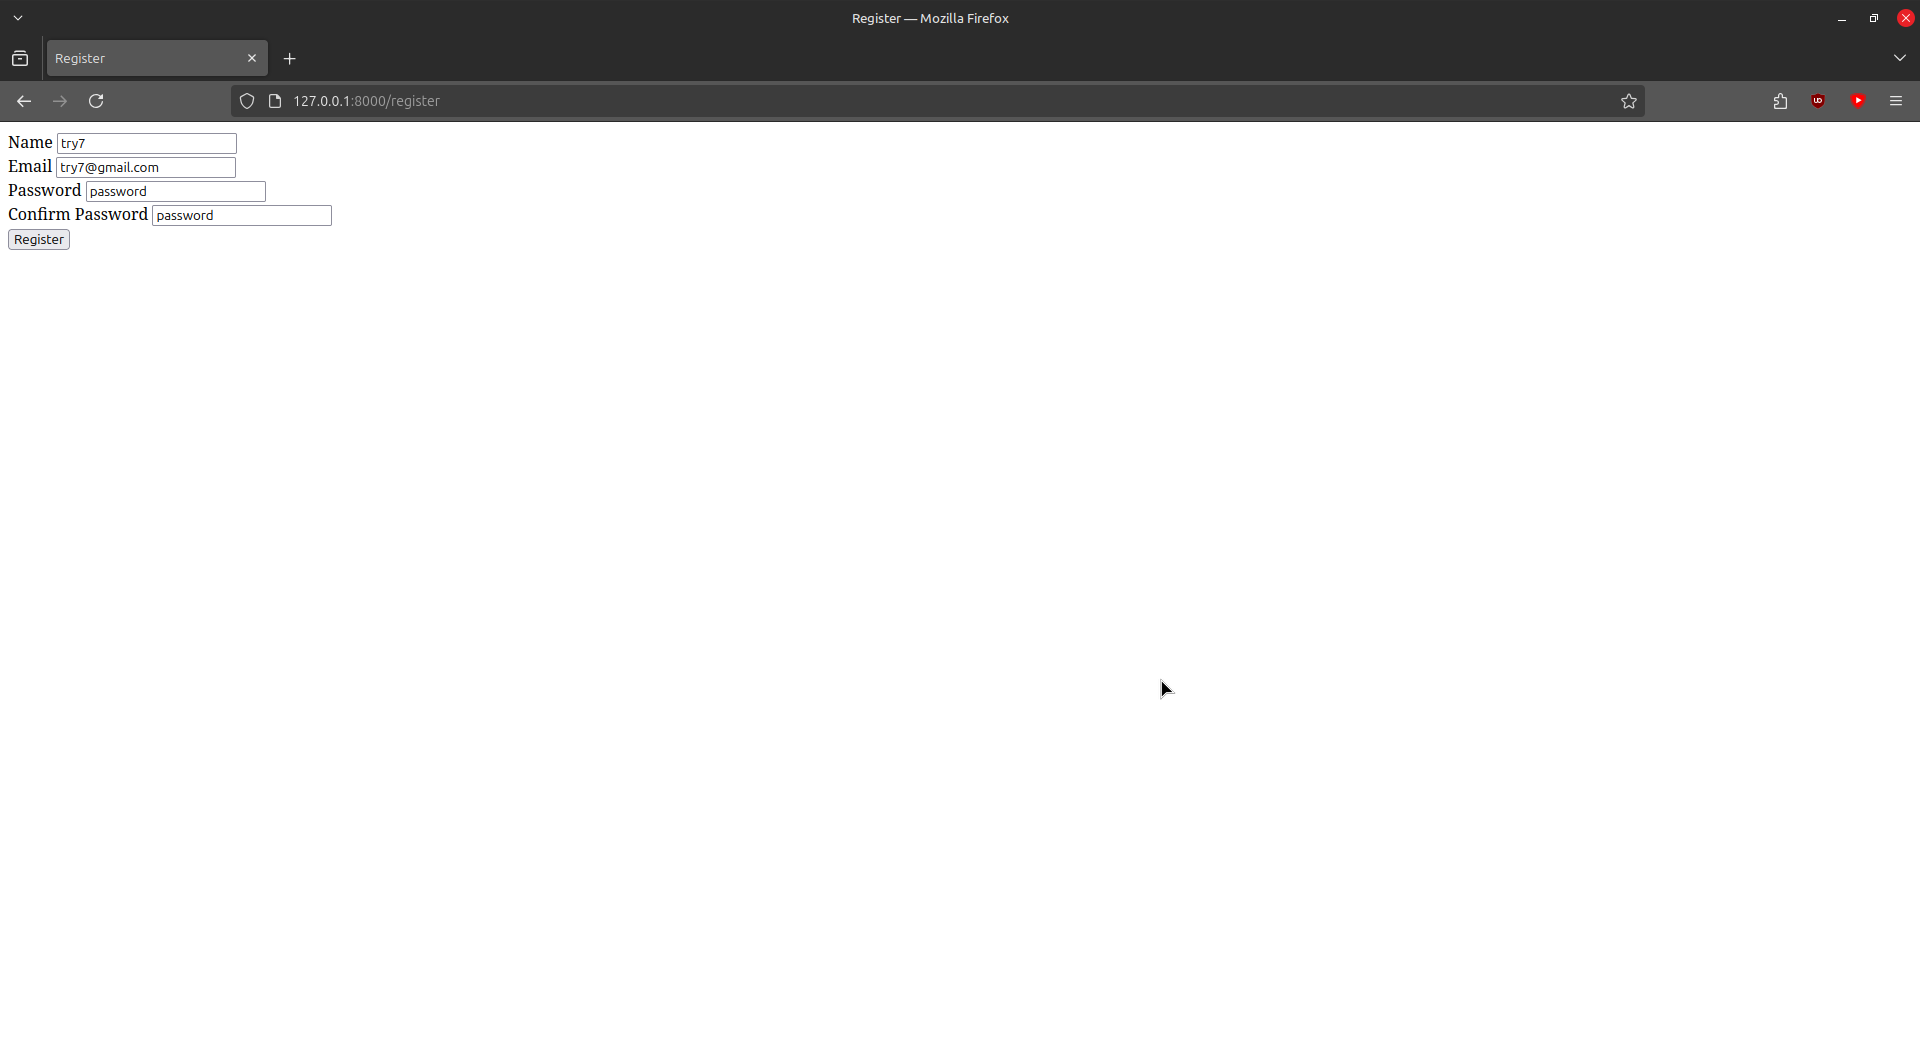 Register — Mozilla Firefox
Register
127.0.0.1:8000/register
Name try7
Email try7@gmail.com
Password password
Confirm Password password
Register